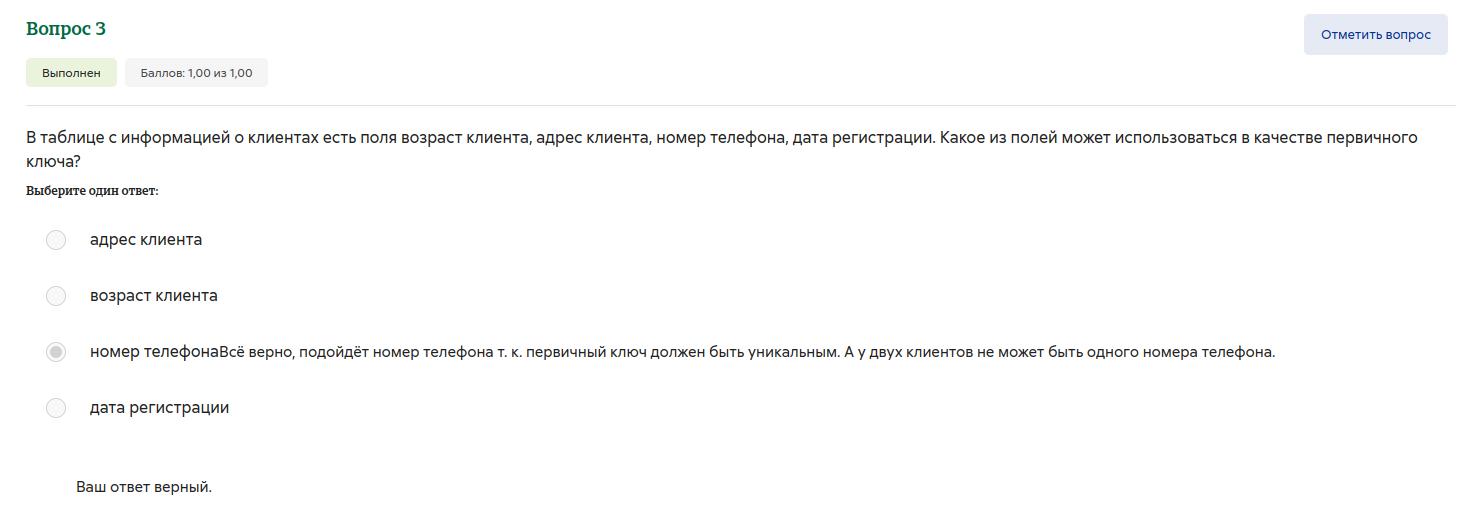 Вопрос 3
Отметить вопрос
Выполнен
Баллов: 1,00 из 1,00
В таблице с информацией о клиентах есть поля возраст клиента, адрес клиента, номер телефона, дата регистрации. Какое из полей может использоваться в качестве первичного
ключа?
Выберите один ответ:
адрес клиента
возраст клиента
номер телефонаВсё верно, подойдёт номер телефона т. к. первичный ключ должен быть уникальным. А у двух клиентов не может быть одного номера телефона.
дата регистрации
Ваш ответ верный.